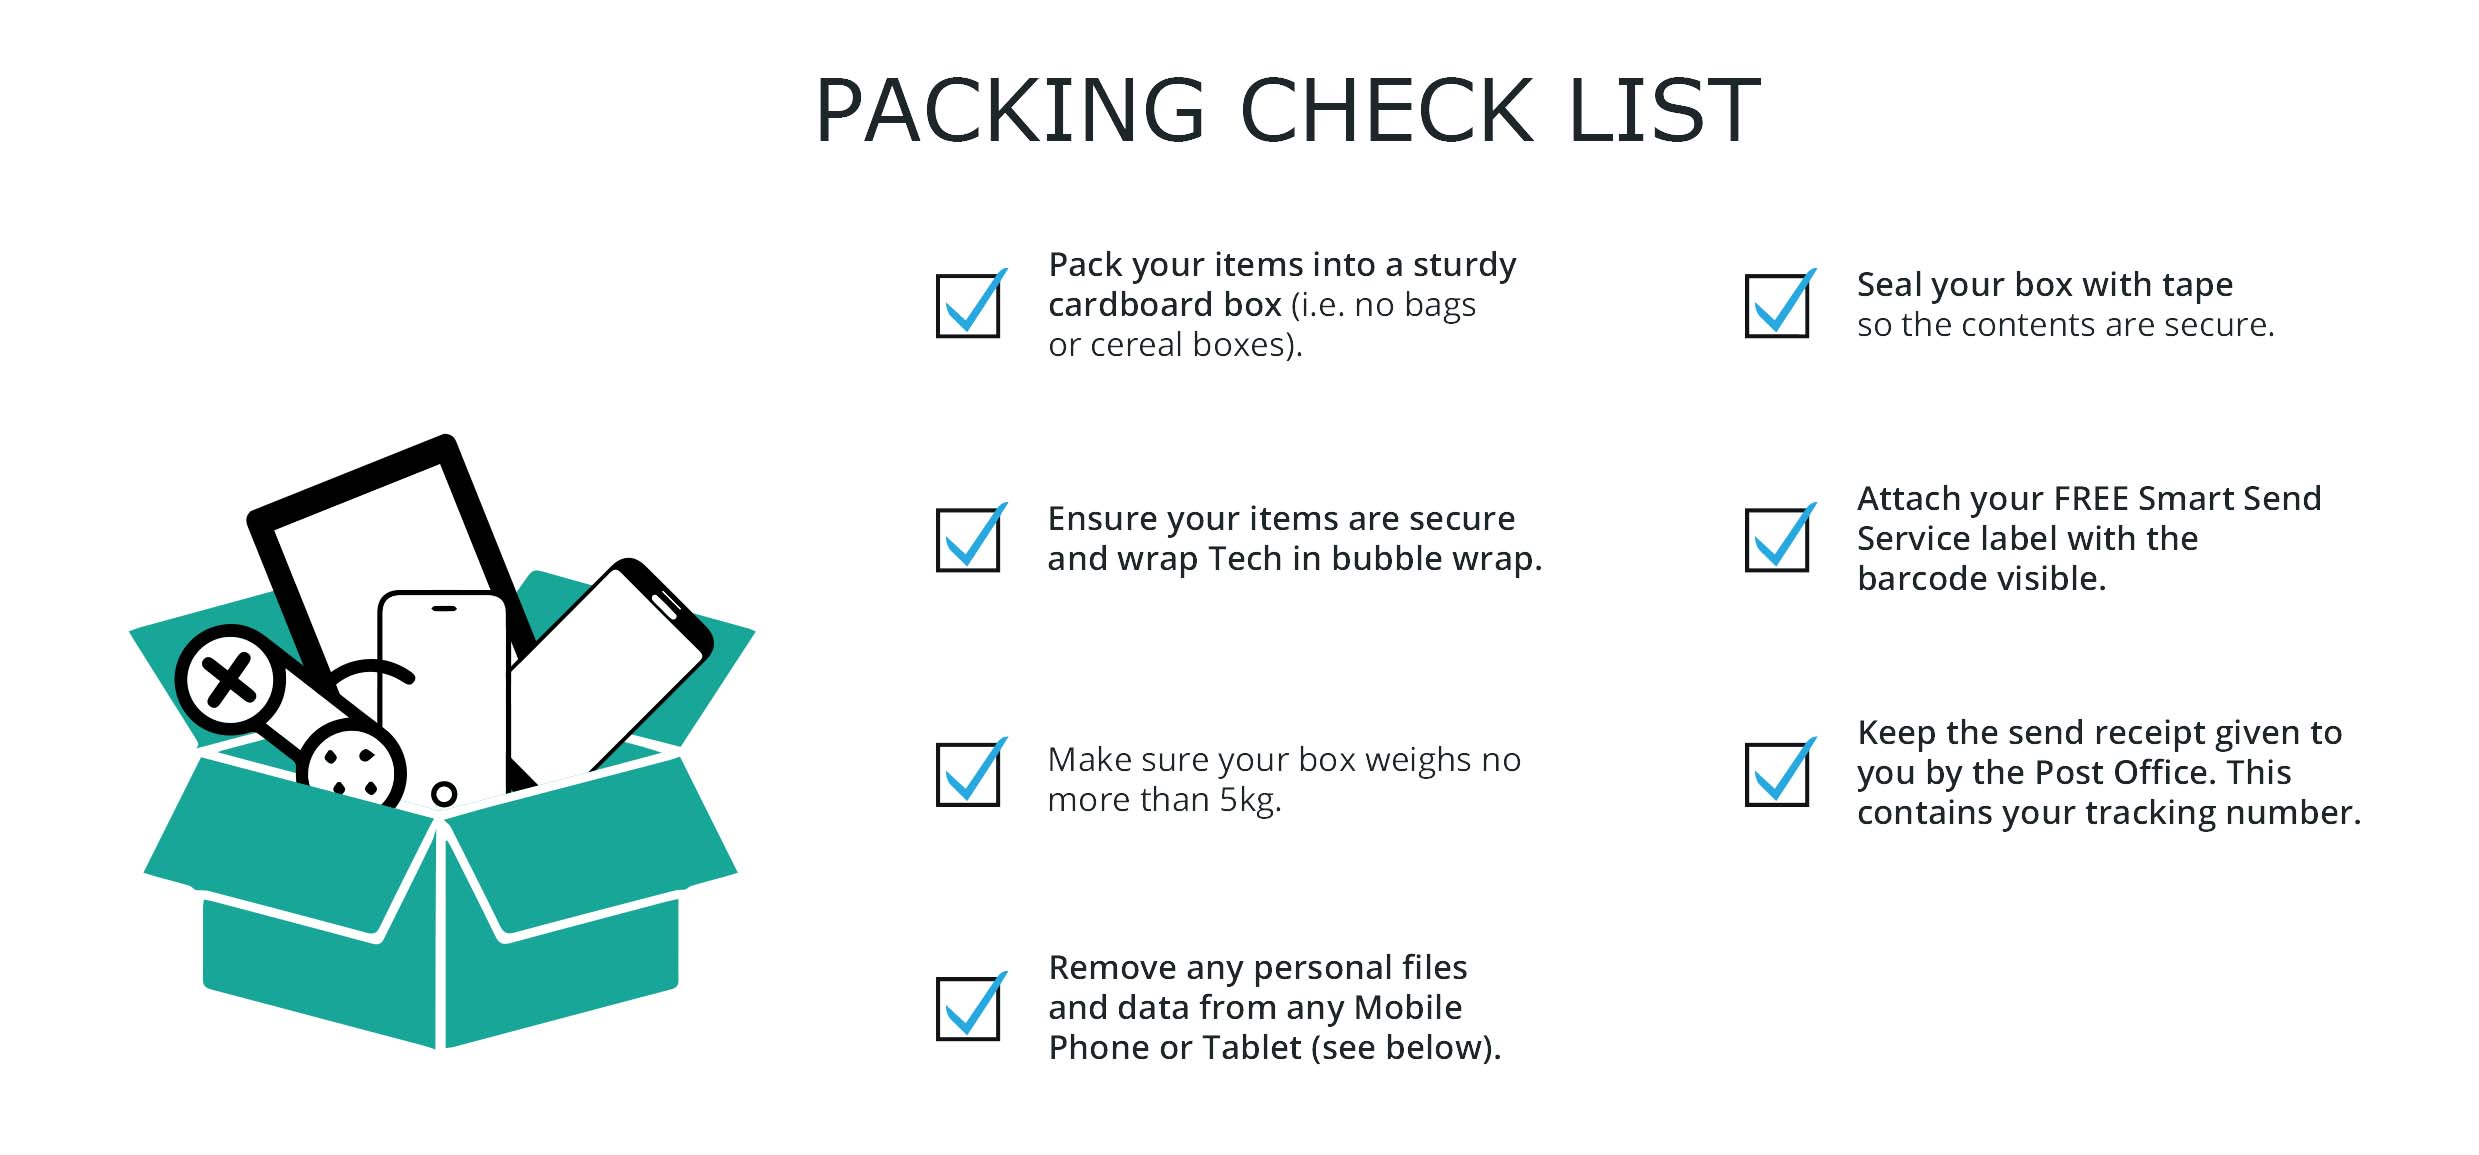 PACKING CHECK LIST
Pack your items into a sturdy
cardboard box (i.e. no bags
or cereal boxes).
Ensure your items are secure
and wrap Tech in bubble wrap.
Make sure your box weighs no
more than 5kg.
Remove any personal files
and data from any Mobile
Phone or Tablet (see below).
Seal your box with tape
so the contents are secure.
Attach your FREE Smart Send
Service label with the
barcode visible.
Keep the send receipt given to
you by the Post Office. This
contains your tracking number.